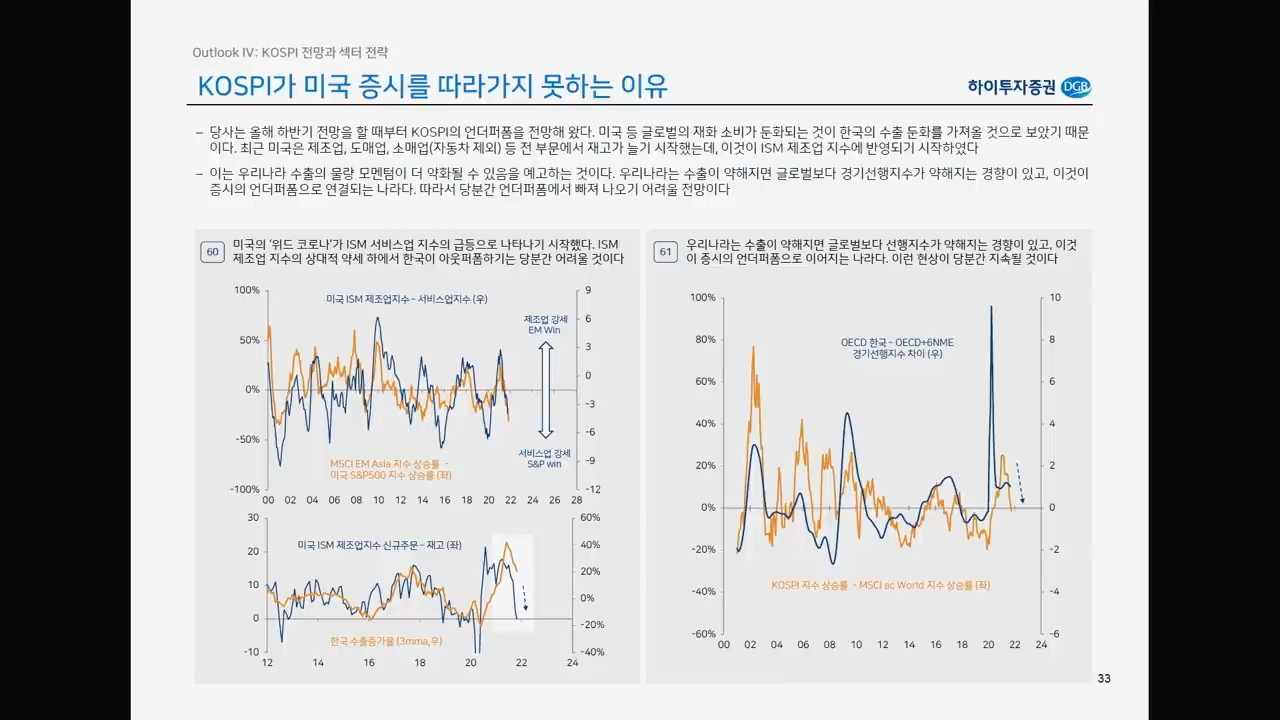 Outlook IV: KOSPI 전망과 섹터 전략
KOSPI가 미국 증시를 따라가지 못하는 이유
하이투자증권 DGB
– 당사는 올해 하반기 전망을 할 때부터 KOSPI의 언더퍼폼을 전망해 왔다. 미국 등 글로벌의 재화 소비가 둔화되는 것이 한국의 수출 둔화를 가져올 것으로 보았기 때문
이다. 최근 미국은 제조업, 도매업, 소매업(자동차 제외) 등 전 부문에서 재고가 늘기 시작했는데, 이것이 ISM 제조업 지수에 반영되기 시작하였다
– 이는 우리나라 수출의 물량 모멘텀이 더 약화될 수 있음을 예고하는 것이다. 우리나라는 수출이 약해지면 글로벌보다 경기선행지수가 약해지는 경향이 있고, 이것이
증시의 언더퍼폼으로 연결되는 나라다. 따라서 당분간 언더퍼폼에서 빠져 나오기 어려울 전망이다
60
미국의 '위드 코로나'가 ISM 서비스업 지수의 급등으로 나타나기 시작했다. ISM
제조업 지수의 상대적 약세 하에서 한국이 아웃퍼폼하기는 당분간 어려울 것이다
100%
50%
0%
-50%
-100%
미국 ISM 제조업지수 – 서비스업지수 (우)
제조업 강세
EM Win
서비스업 강세
S&P win
MSCI EM Asia 지수 상승률 -
미국 S&P500 지수 상승률 (좌)
9
6
3
0
-3
-6
-9
-12
00 02 04 06 08 10 12 14 16 18 20 22 24 26 28
30
20
10
0
-10
미국 ISM 제조업지수 신규주문 – 재고 (좌)
한국 수출증가율 (3mma,우)
60%
40%
20%
0%
-20%
-40%
12 14 16 18 20 22 24
61
우리나라는 수출이 약해지면 글로벌보다 선행지수가 약해지는 경향이 있고, 이것
이 증시의 언더퍼폼으로 이어지는 나라다. 이런 현상이 당분간 지속될 것이다
100%
80%
60%
40%
20%
0%
-20%
-40%
-60%
OECD 한국 – OECD+6NME
경기선행지수 차이 (우)
KOSPI 지수 상승률 - MSCI ac World 지수 상승률 (좌)
10
8
6
4
2
0
-2
-4
-6
00 02 04 06 08 10 12 14 16 18 20 22 24
33